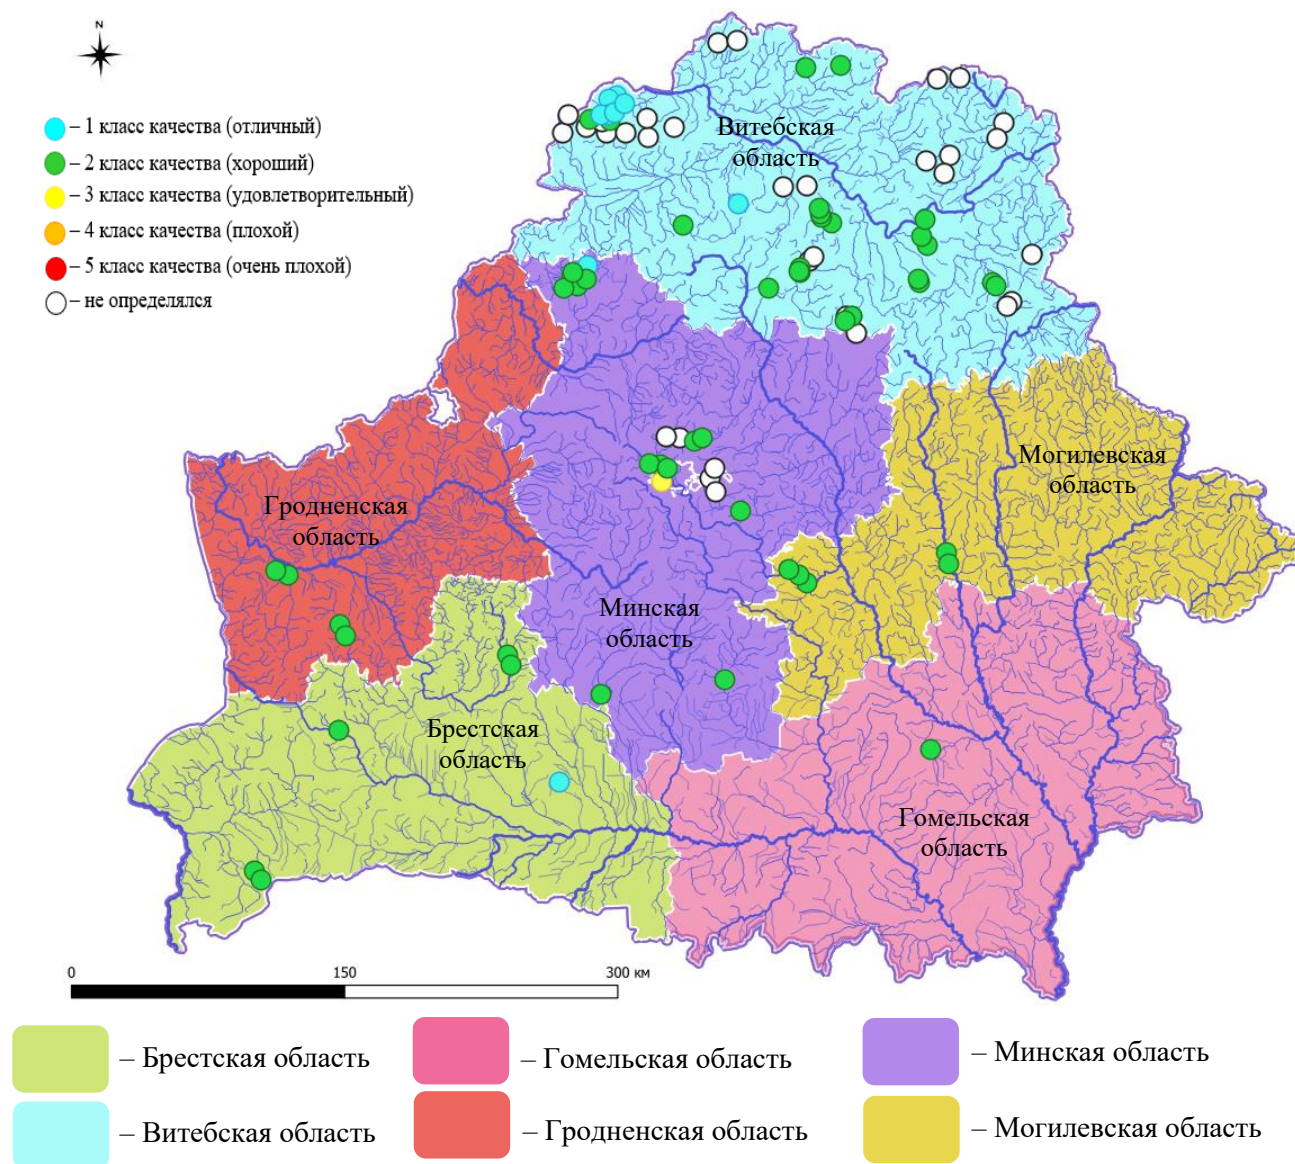 N
– 1 класс качества (отличный)
– 2 класс качества (хороший)
– 3 класс качества (удовлетворительный)
– 4 класс качества (плохой)
– 5 класс качества (очень плохой)
– не определялся
Витебская
область
Могилевская
область
Гродненская
область
Минская
область
Брестская
область
Гомельская
область
0 150 300 км
– Брестская область
– Гомельская область
– Минская область
– Витебская область
– Гродненская область
– Могилевская область